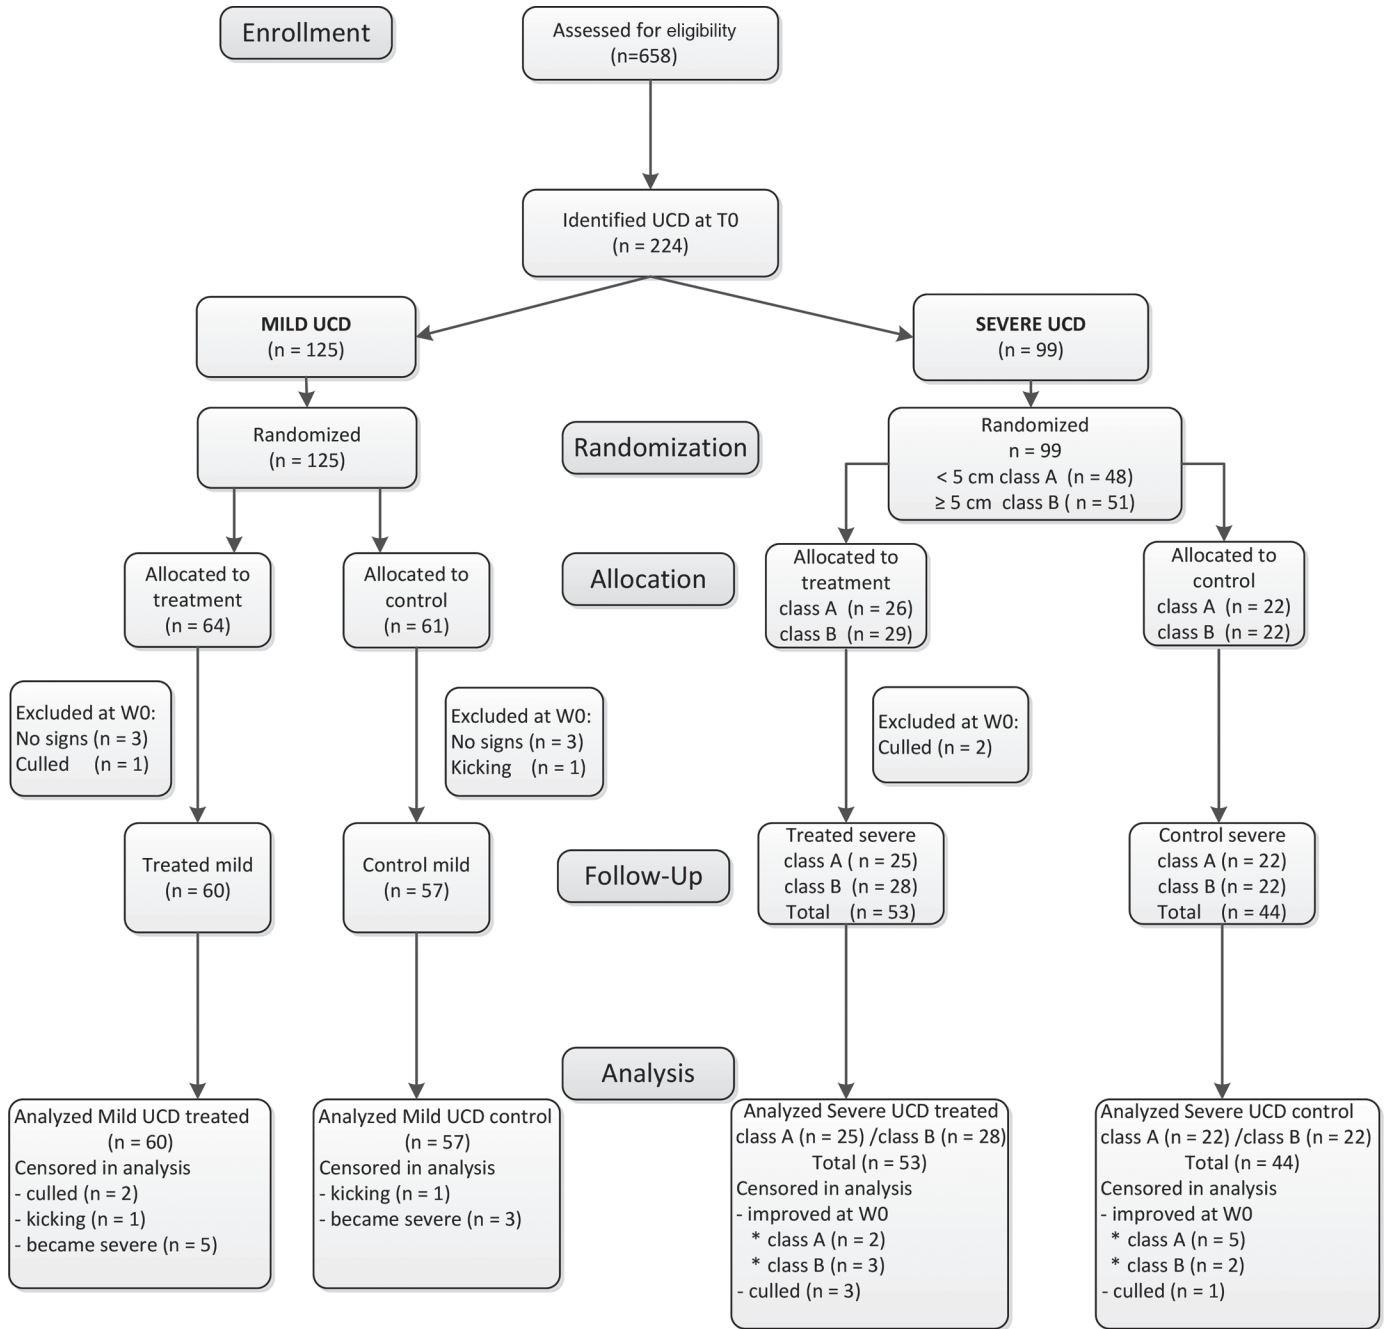 Enrollment
Assessed for eligibility
(n=658)
Identified UCD at T0
(n = 224)
MILD UCD
(n = 125)
SEVERE UCD
(n = 99)
Randomized
(n = 125)
Randomization
Randomized
n = 99
< 5 cm class A (n = 48)
≥ 5 cm class B ( n = 51)
Allocated to
treatment
(n = 64)
Allocated to
control
(n = 61)
Allocation
Allocated to
treatment
class A (n = 26)
class B (n = 29)
Allocated to
control
class A (n = 22)
class B (n = 22)
Excluded at W0:
No signs (n = 3)
Culled (n = 1)
Excluded at W0:
No signs (n = 3)
Kicking (n = 1)
Excluded at W0:
Culled (n = 2)
Treated mild
(n = 60)
Control mild
(n = 57)
Follow-Up
Treated severe
class A ( n = 25)
class B (n = 28)
Total (n = 53)
Control severe
class A (n = 22)
class B (n = 22)
Total (n = 44)
Analysis
Analyzed Mild UCD treated
(n = 60)
Censored in analysis
- culled (n = 2)
- kicking (n = 1)
- became severe (n = 5)
Analyzed Mild UCD control
(n = 57)
Censored in analysis
- kicking (n = 1)
- became severe (n = 3)
Analyzed Severe UCD treated
class A (n = 25) /class B (n = 28)
Total (n = 53)
Censored in analysis
- improved at W0
* class A (n = 2)
* class B (n = 3)
- culled (n = 3)
Analyzed Severe UCD control
class A (n = 22) /class B (n = 22)
Total (n = 44)
Censored in analysis
- improved at W0
* class A (n = 5)
* class B (n = 2)
- culled (n = 1)